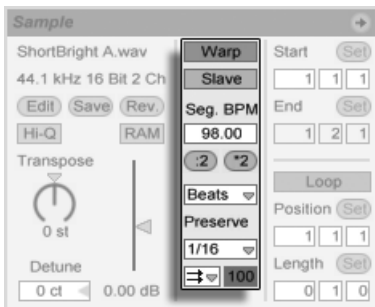 Sample
ShortBright A.wav
44.1 kHz 16 Bit 2 Ch
Edit Save Rev.
Hi-Q RAM
Transpose
0 st
Detune
0 ct 0.00 dB
Warp
Slave
Seg. BPM
98.00
:2 *2
Beats
Preserve
1/16
100
Start Set
1 1 1
End Set
1 2 1
Loop
Position Set
1 1 1
Length Set
0 1 0